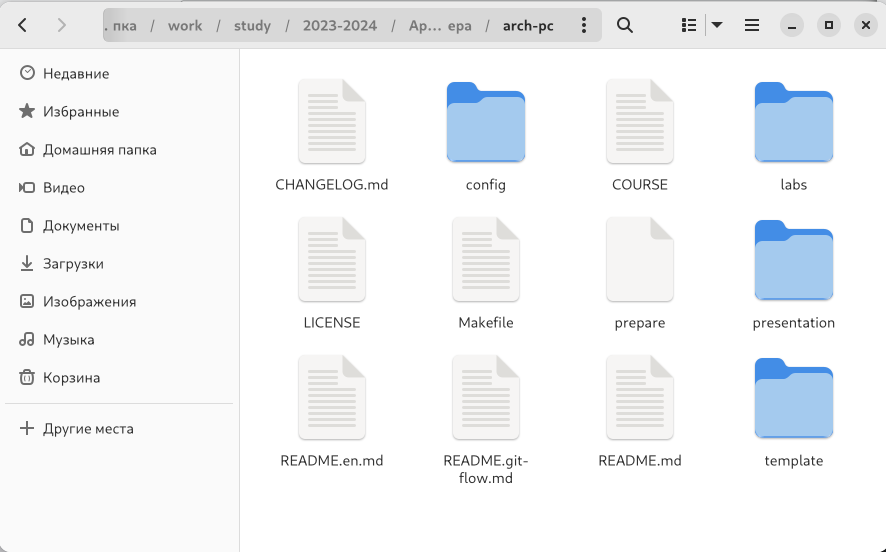 . пка / work / study / 2023-2024 / Ар... ера / arch-pc
Недавние
Избранные
Домашняя папка
Видео
Документы
Загрузки
Изображения
Музыка
Корзина
Другие места
CHANGELOG.md
config
COURSE
labs
LICENSE
Makefile
prepare
presentation
README.en.md
README.git-
flow.md
README.md
template